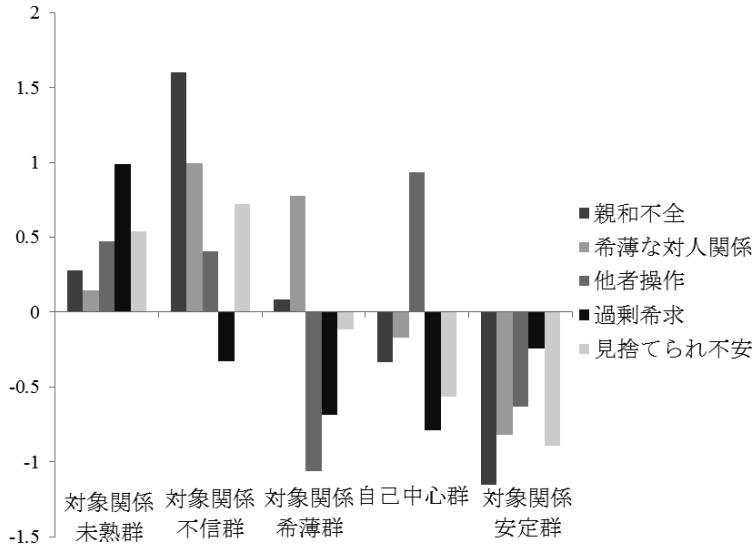 2
1.5
1
0.5
0
-0.5
-1
-1.5
対象関係
未熟群
対象関係
不信群
対象関係
希薄群
自己中心群
対象関係
安定群
親和不全
希薄な対人関係
他者操作
過剰希求
見捨てられ不安